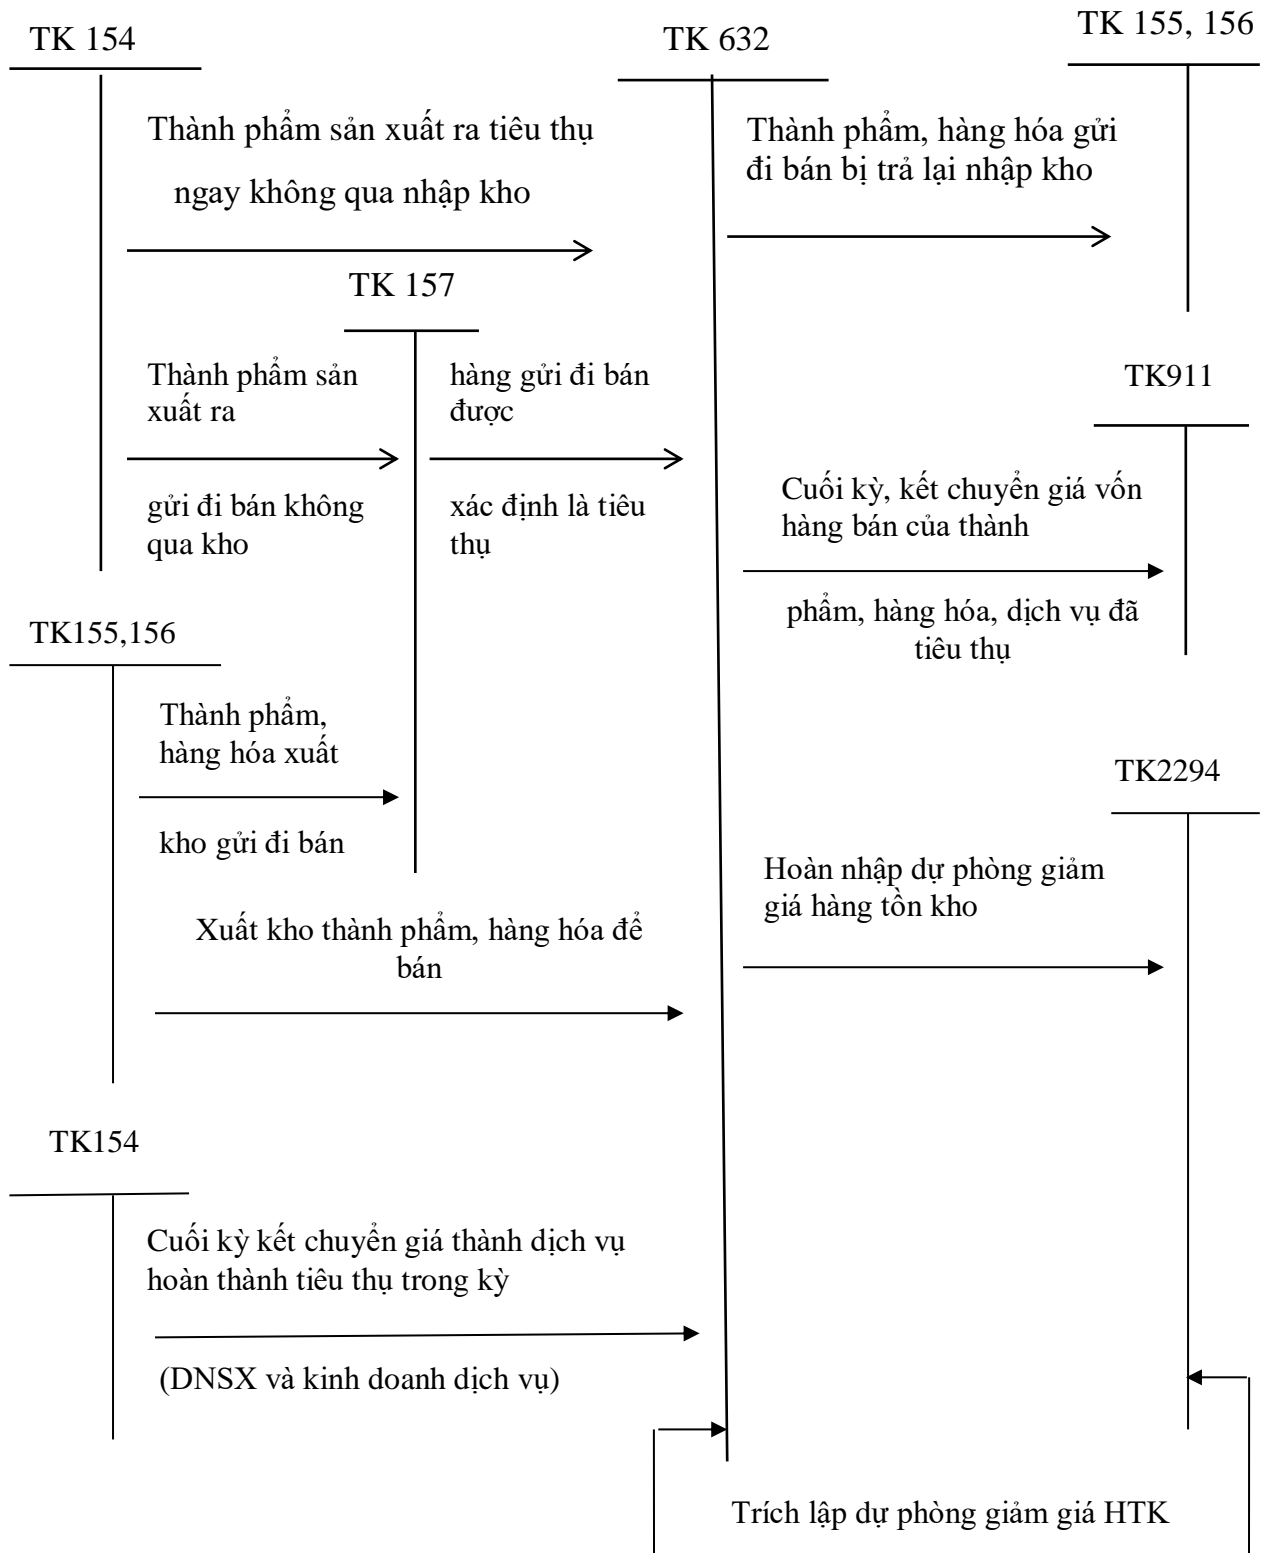 TK 154
TK 632
TK 155, 156
Thành phẩm sản xuất ra tiêu thụ
ngay không qua nhập kho
Thành phẩm, hàng hóa gửi
đi bán bị trả lại nhập kho
TK 157
Thành phẩm sản
xuất ra
hàng gửi đi bán
được
TK911
gửi đi bán không
qua kho
xác định là tiêu
thụ
Cuối kỳ, kết chuyển giá vốn
hàng bán của thành
phẩm, hàng hóa, dịch vụ đã
tiêu thụ
TK155,156
Thành phẩm,
hàng hóa xuất
kho gửi đi bán
TK2294
Hoàn nhập dự phòng giảm
giá hàng tồn kho
Xuất kho thành phẩm, hàng hóa để
bán
TK154
Cuối kỳ kết chuyển giá thành dịch vụ
hoàn thành tiêu thụ trong kỳ
(DNSX và kinh doanh dịch vụ)
Trích lập dự phòng giảm giá HTK